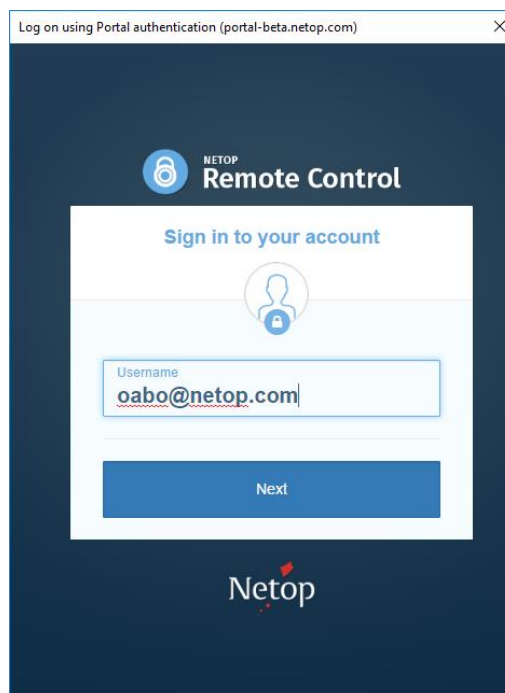 Log on using Portal authentication (portal-beta.netop.com)
NETOP
Remote Control
Sign in to your account
Username
oabo@netop.com
Next
Netop